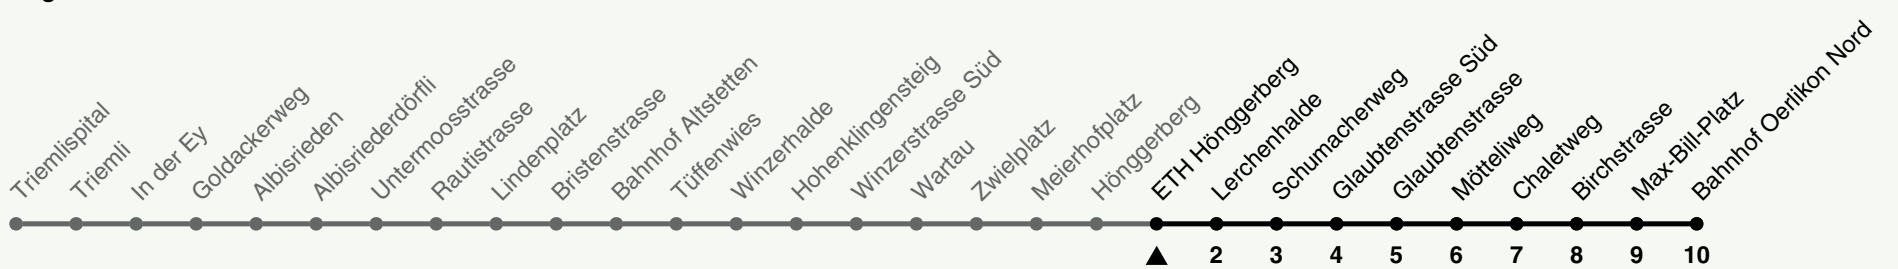 Triemlispital
Triemli
In der Ey
Goldackerweg
Albisrieden
Albisriederdörfli
Untermoosstrasse
Rautistrasse
Lindenplatz
Bristenstrasse
Bahnhof Altstetten
Tüffenwies
Winzerhalde
Hohenklingensteig
Winzerstrasse Süd
Wartau
Zwielplatz
Meierhofplatz
Hönggerberg
ETH Hönggerberg
Lerchenhalde
Schumacherweg
Glaubtenstrasse Süd
Glaubtenstrasse
Mötteliweg
Chaletweg
Birchstrasse
Max-Bill-Platz
Bahnhof Oerlikon Nord
2 3 4 5 6 7 8 9 10